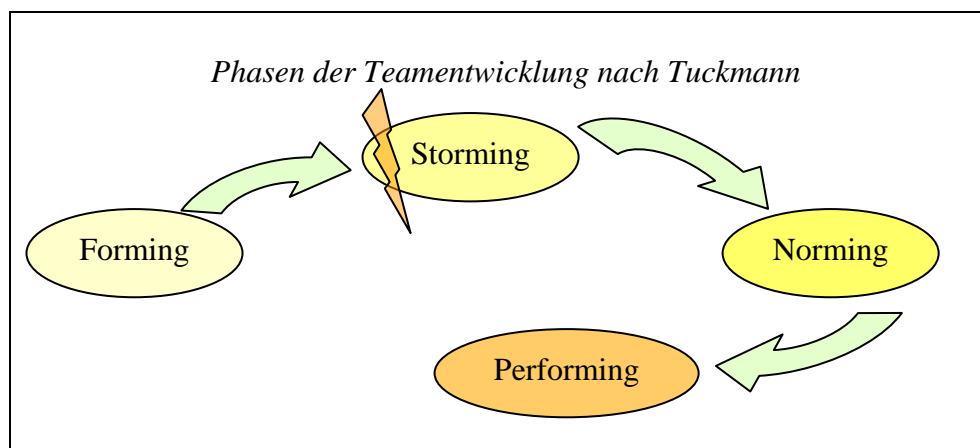 Phasen der Teamentwicklung nach Tuckmann
Storming
Forming
Norming
Performing